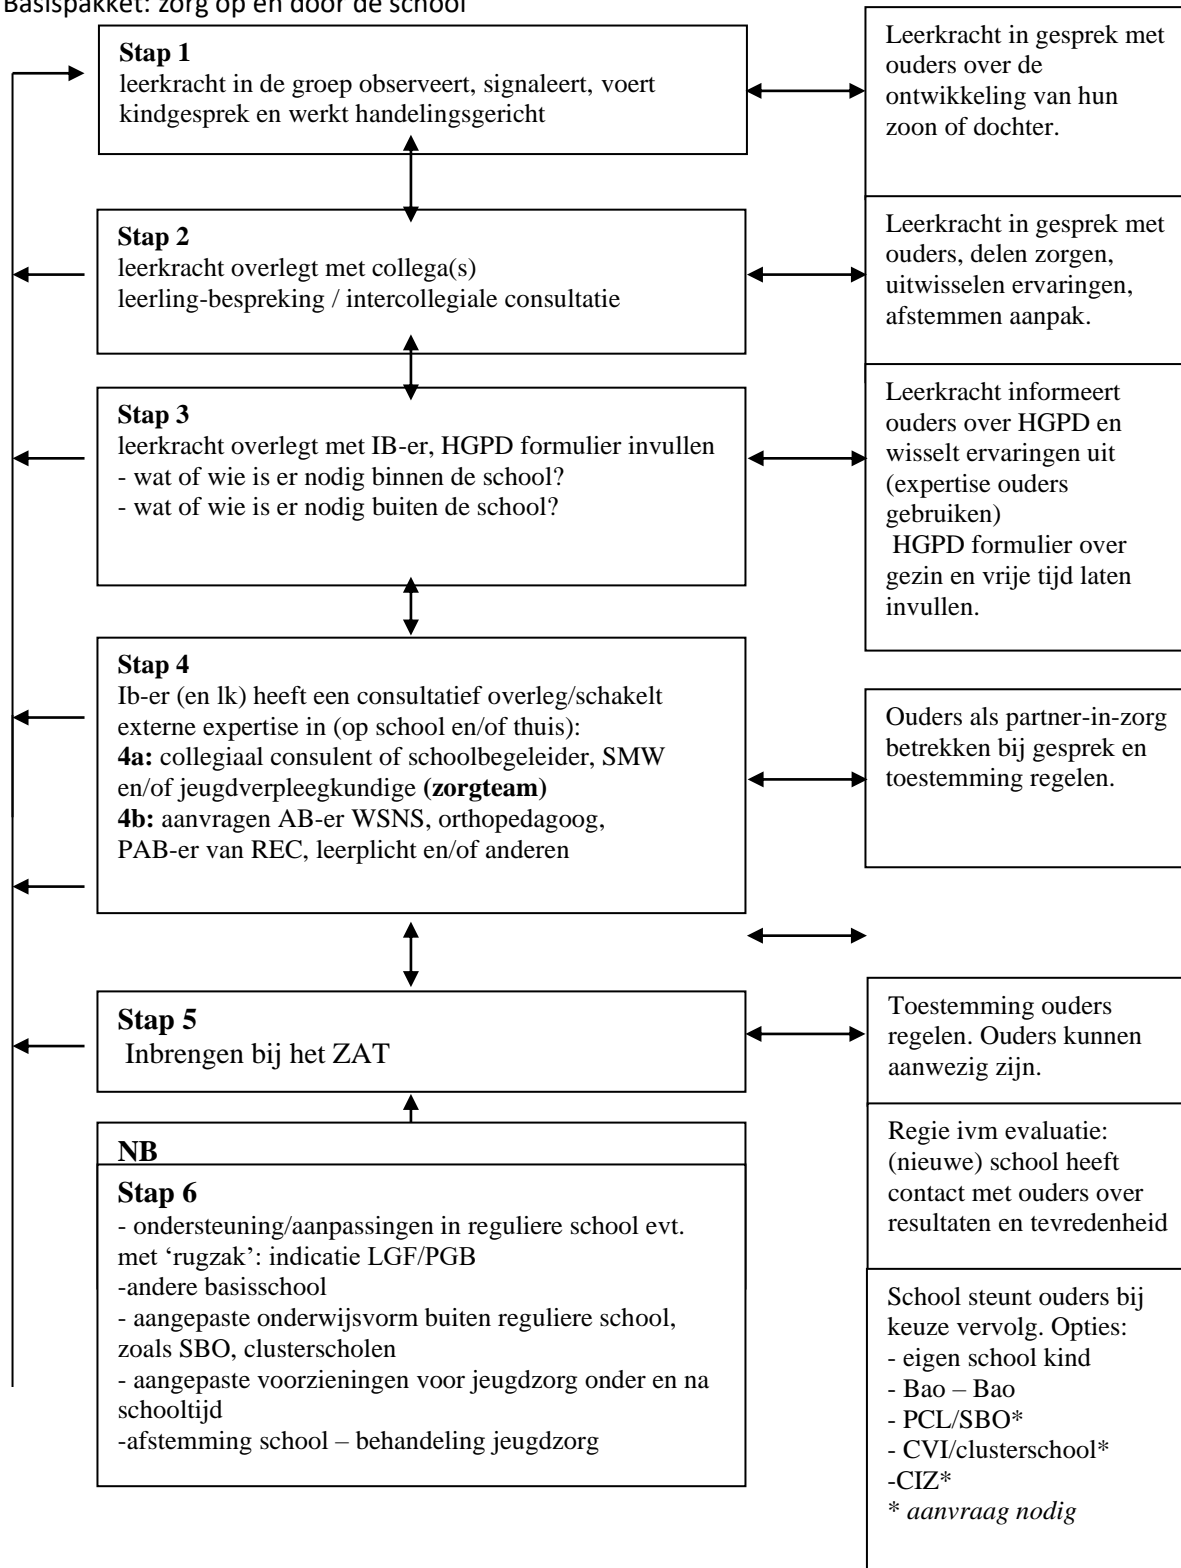 Basispakket: zorg op en door de school
Stap 1
leerkracht in de groep observeert, signaleert, voert
kindgesprek en werkt handelingsgericht
Leerkracht in gesprek met
ouders over de
ontwikkeling van hun
zoon of dochter.
Stap 2
leerkracht overlegt met collega(s)
leerling-bespreking / intercollegiale consultatie
Leerkracht in gesprek met
ouders, delen zorgen,
uitwisselen ervaringen,
afstemmen aanpak.
Stap 3
leerkracht overlegt met IB-er, HGPD formulier invullen
- wat of wie is er nodig binnen de school?
- wat of wie is er nodig buiten de school?
Leerkracht informeert
ouders over HGPD en
wisselt ervaringen uit
(expertise ouders
gebruiken)
HGPD formulier over
gezin en vrije tijd laten
invullen.
Stap 4
Ib-er (en lk) heeft een consultatief overleg/schakelt
externe expertise in (op school en/of thuis):
4a: collegiaal consulent of schoolbegeleider, SMW
en/of jeugdverpleegkundige (zorgteam)
4b: aanvragen AB-er WSNS, orthopedagoog,
PAB-er van REC, leerplicht en/of anderen
Ouders als partner-in-zorg
betrekken bij gesprek en
toestemming regelen.
Stap 5
Inbrengen bij het ZAT
Toestemming ouders
regelen. Ouders kunnen
aanwezig zijn.
NB
Stap 6
- ondersteuning/aanpassingen in reguliere school evt.
met ‘rugzak’: indicatie LGF/PGB
-andere basisschool
- aangepaste onderwijsvorm buiten reguliere school,
zoals SBO, clusterscholen
- aangepaste voorzieningen voor jeugdzorg onder en na
schooltijd
-afstemming school – behandeling jeugdzorg
Regie ivm evaluatie:
(nieuwe) school heeft
contact met ouders over
resultaten en tevredenheid
School steunt ouders bij
keuze vervolg. Opties:
- eigen school kind
- Bao – Bao
- PCL/SBO*
- CVI/clusterschool*
-CIZ*
* aanvraag nodig